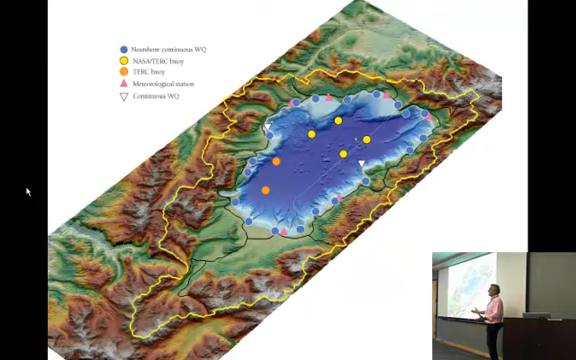 Nearshore continuous WQ
NASA/TERC buoy
TERC buoy
Meteorological station
Continuous WQ